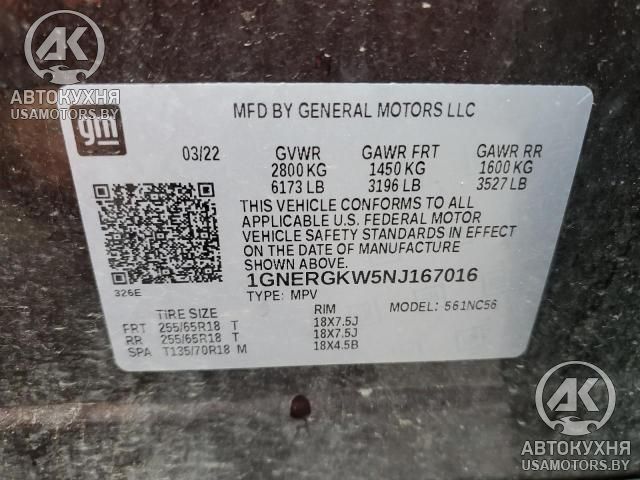 АВТОКУХНЯ
USAMOTORS.BY
gm
MFD BY GENERAL MOTORS LLC
03/22 GVWR GAWR FRT GAWR RR
2800 KG 1450 KG 1600 KG
6173 LB 3196 LB 3527 LB
THIS VEHICLE CONFORMS TO ALL
APPLICABLE U.S. FEDERAL MOTOR
VEHICLE SAFETY STANDARDS IN EFFECT
ON THE DATE OF MANUFACTURE
SHOWN ABOVE.
326E
1GNERGKW5NJ167016
TYPE: MPV MODEL: 561NC56
TIRE SIZE RIM
FRT 255/65R18 T 18X7.5J
RR 255/65R18 T 18X7.5J
SPA T135/70R18 M 18X4.5B
АК
АВТОКУХНЯ
USAMOTORS.BY